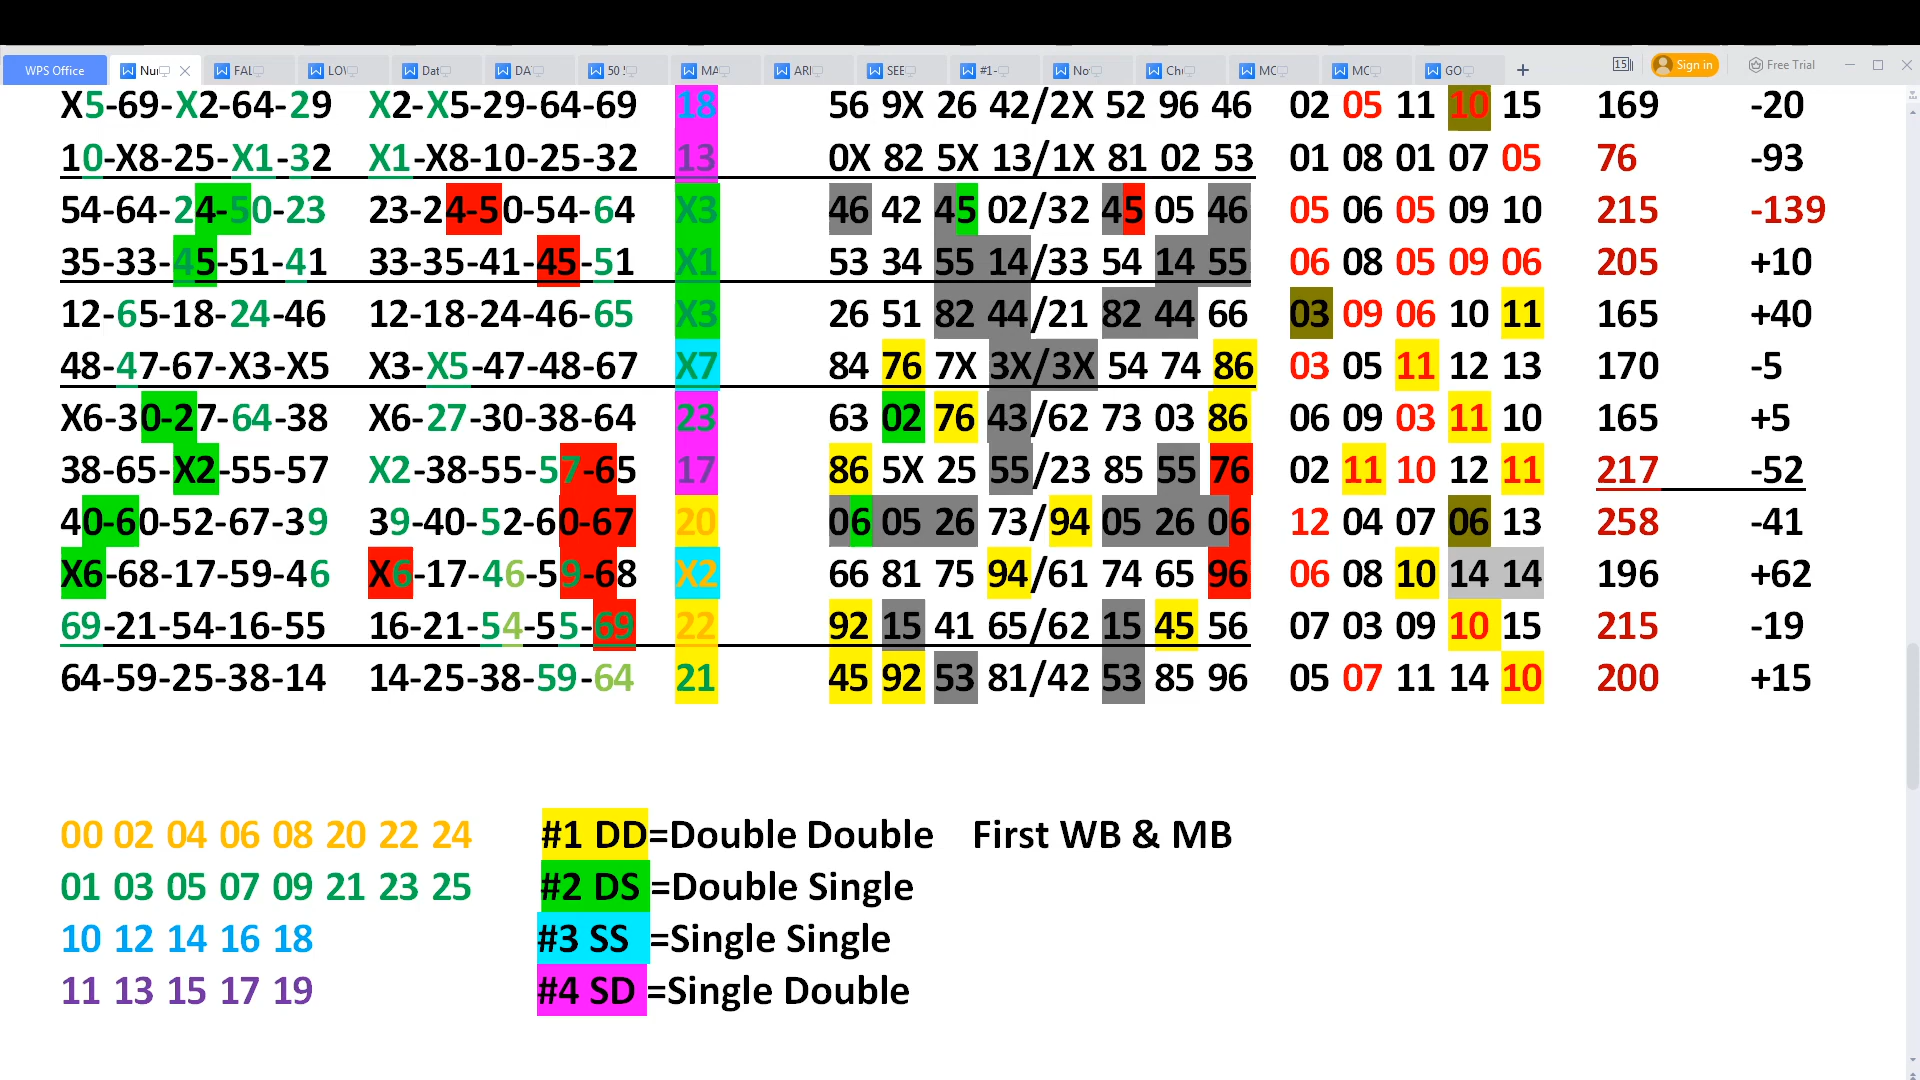 WPS Office Nu FAL LO Dat DA 50 MA ARI SEE #1- No Ch MC MC GO + Sign in Free Trial
X5-69-X2-64-29 X2-X5-29-64-69 18 56 9X 26 42/2X 52 96 46 02 05 11 10 15 169 -20
10-X8-25-X1-32 X1-X8-10-25-32 13 0X 82 5X 13/1X 81 02 53 01 08 01 07 05 76 -93
54-64-24-50-23 23-24-50-54-64 X3 46 42 45 02/32 45 05 46 05 06 05 09 10 215 -139
35-33-45-51-41 33-35-41-45-51 X1 53 34 55 14/33 54 14 55 06 08 05 09 06 205 +10
12-65-18-24-46 12-18-24-46-65 X3 26 51 82 44/21 82 44 66 03 09 06 10 11 165 +40
48-47-67-X3-X5 X3-X5-47-48-67 X7 84 76 7X 3X/3X 54 74 86 03 05 11 12 13 170 -5
X6-30-27-64-38 X6-27-30-38-64 23 63 02 76 43/62 73 03 86 06 09 03 11 10 165 +5
38-65-X2-55-57 X2-38-55-57-65 17 86 5X 25 55/23 85 55 76 02 11 10 12 11 217 -52
40-60-52-67-39 39-40-52-60-67 20 06 05 26 73/94 05 26 06 12 04 07 06 13 258 -41
X6-68-17-59-46 X6-17-46-59-68 X2 66 81 75 94/61 74 65 96 06 08 10 14 14 196 +62
69-21-54-16-55 16-21-54-55-69 22 92 15 41 65/62 15 45 56 07 03 09 10 15 215 -19
64-59-25-38-14 14-25-38-59-64 21 45 92 53 81/42 53 85 96 05 07 11 14 10 200 +15
00 02 04 06 08 20 22 24 #1 DD=Double Double First WB & MB
01 03 05 07 09 21 23 25 #2 DS =Double Single
10 12 14 16 18 #3 SS =Single Single
11 13 15 17 19 #4 SD =Single Double